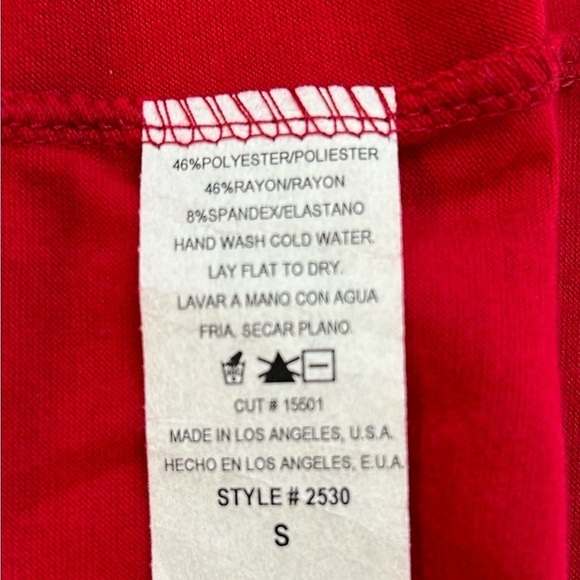 46%POLYESTER/POLIESTER
46%RAYON/RAYON
8%SPANDEX/ELASTANO
HAND WASH COLD WATER.
LAY FLAT TO DRY.
LAVAR A MANO CON AGUA
FRIA. SECAR PLANO.
CUT # 15501
MADE IN LOS ANGELES, U.S.A.
HECHO EN LOS ANGELES, E.U.A.
STYLE # 2530
S